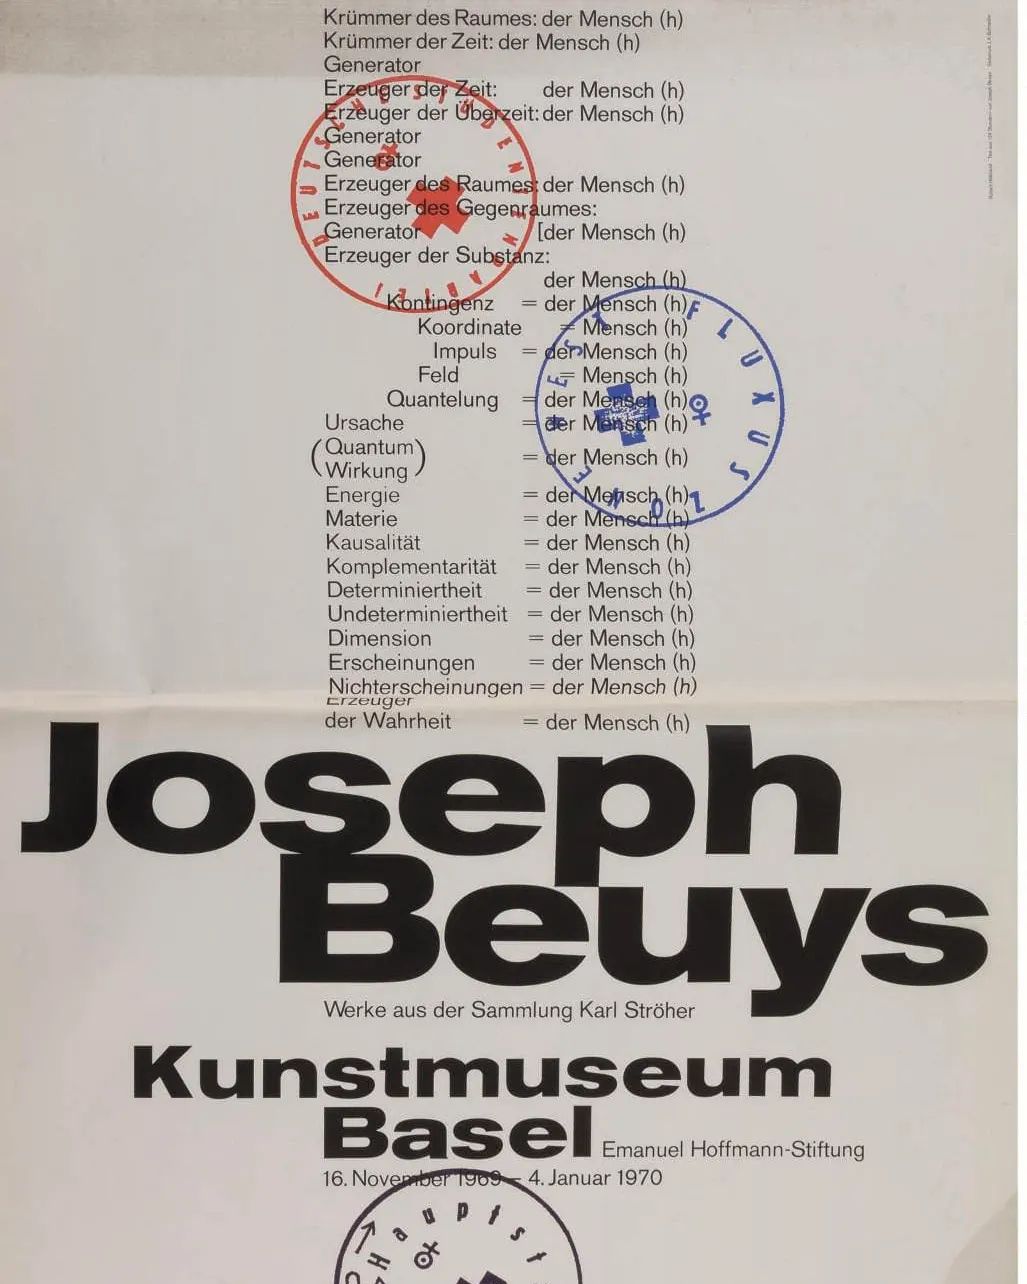 Krümmer des Raumes: der Mensch (h)
Krümmer der Zeit: der Mensch (h)
Generator
Erzeuger der Zeit: der Mensch (h)
Erzeuger der Überzeit: der Mensch (h)
Generator
Generator
Erzeuger des Raumes: der Mensch (h)
Erzeuger des Gegenraumes:
Generator [der Mensch (h)
Erzeuger der Substanz:
der Mensch (h)
Kontingenz = der Mensch (h)
Koordinate = Mensch (h)
Impuls = der Mensch (h)
Feld = Mensch (h)
Quantelung = der Mensch (h)
Ursache = der Mensch (h)
(Quantum
Wirkung) = der Mensch (h)
Energie = der Mensch (h)
Materie = der Mensch (h)
Kausalität = der Mensch (h)
Komplementarität = der Mensch (h)
Determiniertheit = der Mensch (h)
Undeterminiertheit = der Mensch (h)
Dimension = der Mensch (h)
Erscheinungen = der Mensch (h)
Nichterscheinungen = der Mensch (h)
Erzeuger
der Wahrheit = der Mensch (h)
DEUTSCHE STUDENTENPARTEI
FLUXUS ZONE WEST
Joseph
Beuys
Werke aus der Sammlung Karl Ströher
Kunstmuseum
Basel Emanuel Hoffmann-Stiftung
16. November 1969 – 4. Januar 1970
Hauptst